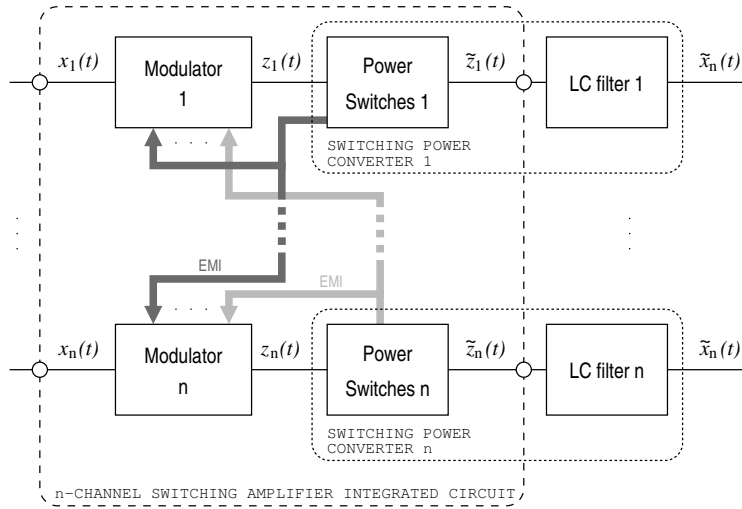 x1(t) Modulator 1 z1(t) Power Switches 1 z̃1(t) LC filter 1 x̃n(t)
. . .
SWITCHING POWER
CONVERTER 1
. . .
. . .
EMI
EMI
. . .
xn(t) Modulator n zn(t) Power Switches n z̃n(t) LC filter n x̃n(t)
SWITCHING POWER
CONVERTER n
n-CHANNEL SWITCHING AMPLIFIER INTEGRATED CIRCUIT